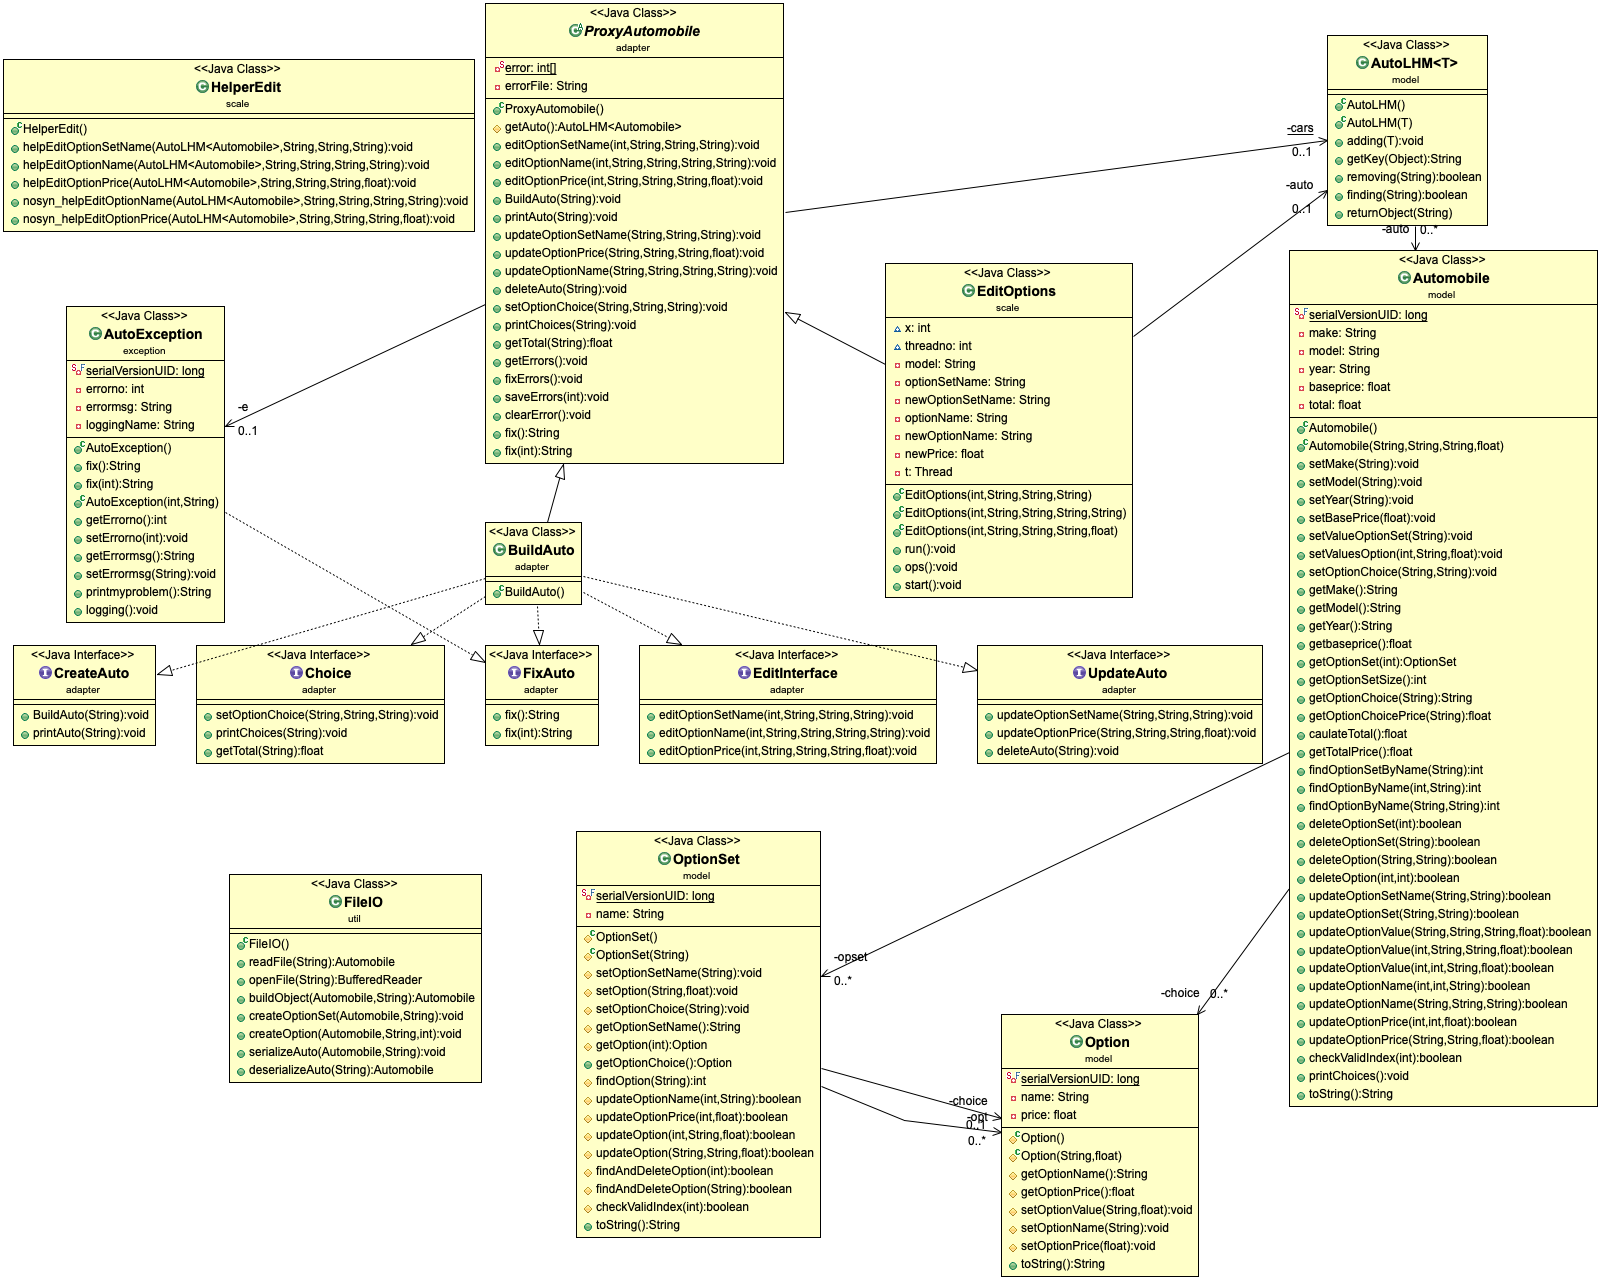 <<Java Class>>
ProxyAutomobile
adapter
error: int[]
errorFile: String
ProxyAutomobile()
getAuto():AutoLHM<Automobile>
editOptionSetName(int,String,String,String):void
editOptionName(int,String,String,String,String):void
editOptionPrice(int,String,String,String,float):void
BuildAuto(String):void
printAuto(String):void
updateOptionSetName(String,String,String):void
updateOptionPrice(String,String,String,float):void
updateOptionName(String,String,String,String):void
deleteAuto(String):void
setOptionChoice(String,String,String):void
printChoices(String):void
getTotal(String):float
getErrors():void
fixErrors():void
saveErrors(int):void
clearError():void
fix():String
fix(int):String
<<Java Class>>
HelperEdit
scale
HelperEdit()
helpEditOptionSetName(AutoLHM<Automobile>,String,String,String):void
helpEditOptionName(AutoLHM<Automobile>,String,String,String,String):void
helpEditOptionPrice(AutoLHM<Automobile>,String,String,String,float):void
nosyn_helpEditOptionName(AutoLHM<Automobile>,String,String,String,String):void
nosyn_helpEditOptionPrice(AutoLHM<Automobile>,String,String,String,float):void
<<Java Class>>
AutoLHM<T>
model
AutoLHM()
AutoLHM(T)
adding(T):void
getKey(Object):String
removing(String):boolean
finding(String):boolean
returnObject(String)
-cars
0..1
-auto
0..1
-auto
0..*
<<Java Class>>
EditOptions
scale
x: int
threadno: int
model: String
optionSetName: String
newOptionSetName: String
optionName: String
newOptionName: String
newPrice: float
t: Thread
EditOptions(int,String,String,String)
EditOptions(int,String,String,String,String)
EditOptions(int,String,String,String,float)
run():void
ops():void
start():void
<<Java Class>>
Automobile
model
serialVersionUID: long
make: String
model: String
year: String
baseprice: float
total: float
Automobile()
Automobile(String,String,String,float)
setMake(String):void
setModel(String):void
setYear(String):void
setBasePrice(float):void
setValueOptionSet(String):void
setValuesOption(int,String,float):void
setOptionChoice(String,String):void
getMake():String
getModel():String
getYear():String
getbaseprice():float
getOptionSet(int):OptionSet
getOptionSetSize():int
getOptionChoice(String):String
getOptionChoicePrice(String):float
caulateTotal():float
getTotalPrice():float
findOptionSetByName(String):int
findOptionByName(int,String):int
findOptionByName(String,String):int
deleteOptionSet(int):boolean
deleteOptionSet(String):boolean
deleteOption(String,String):boolean
deleteOption(int,int):boolean
updateOptionSetName(String,String):boolean
updateOptionSet(String,String):boolean
updateOptionValue(String,String,String,float):boolean
updateOptionValue(int,String,String,float):boolean
updateOptionValue(int,int,String,float):boolean
updateOptionName(int,int,String):boolean
updateOptionName(String,String,String):boolean
updateOptionPrice(int,int,float):boolean
updateOptionPrice(String,String,float):boolean
checkValidIndex(int):boolean
printChoices():void
toString():String
<<Java Class>>
AutoException
exception
serialVersionUID: long
errorno: int
errormsg: String
loggingName: String
AutoException()
fix():String
fix(int):String
AutoException(int,String)
getErrorno():int
setErrorno(int):void
getErrormsg():String
setErrormsg(String):void
printmyproblem():String
logging():void
-e
0..1
<<Java Class>>
BuildAuto
adapter
BuildAuto()
<<Java Interface>>
CreateAuto
adapter
BuildAuto(String):void
printAuto(String):void
<<Java Interface>>
Choice
adapter
setOptionChoice(String,String,String):void
printChoices(String):void
getTotal(String):float
<<Java Interface>>
FixAuto
adapter
fix():String
fix(int):String
<<Java Interface>>
EditInterface
adapter
editOptionSetName(int,String,String,String):void
editOptionName(int,String,String,String,String):void
editOptionPrice(int,String,String,String,float):void
<<Java Interface>>
UpdateAuto
adapter
updateOptionSetName(String,String,String):void
updateOptionPrice(String,String,String,float):void
deleteAuto(String):void
<<Java Class>>
FileIO
util
FileIO()
readFile(String):Automobile
openFile(String):BufferedReader
buildObject(Automobile,String):Automobile
createOptionSet(Automobile,String):void
createOption(Automobile,String,int):void
serializeAuto(Automobile,String):void
deserializeAuto(String):Automobile
<<Java Class>>
OptionSet
model
serialVersionUID: long
name: String
OptionSet()
OptionSet(String)
setOptionSetName(String):void
setOption(String,float):void
setOptionChoice(String):void
getOptionSetName():String
getOption(int):Option
getOptionChoice():Option
findOption(String):int
updateOptionName(int,String):boolean
updateOptionPrice(int,float):boolean
updateOption(int,String,float):boolean
updateOption(String,String,float):boolean
findAndDeleteOption(int):boolean
findAndDeleteOption(String):boolean
checkValidIndex(int):boolean
toString():String
-opset
0..*
-choice
0..*
-choice
0..1
-opt
0..*
<<Java Class>>
Option
model
serialVersionUID: long
name: String
price: float
Option()
Option(String,float)
getOptionName():String
getOptionPrice():float
setOptionValue(String,float):void
setOptionName(String):void
setOptionPrice(float):void
toString():String